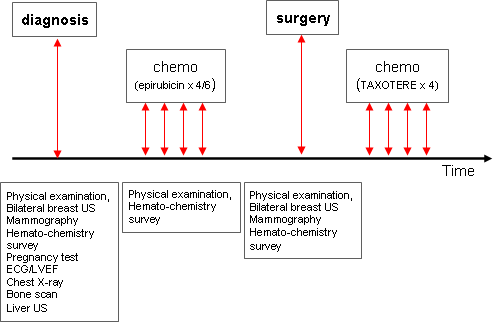 diagnosis
surgery
chemo
(epirubicin x 4/6)
chemo
(TAXOTERE x 4)
Time
Physical examination,
Bilateral breast US
Mammography
Hemato-chemistry
survey
Pregnancy test
ECG/LVEF
Chest X-ray
Bone scan
Liver US
Physical examination,
Hemato-chemistry
survey
Physical examination,
Bilateral breast US
Mammography
Hemato-chemistry
survey